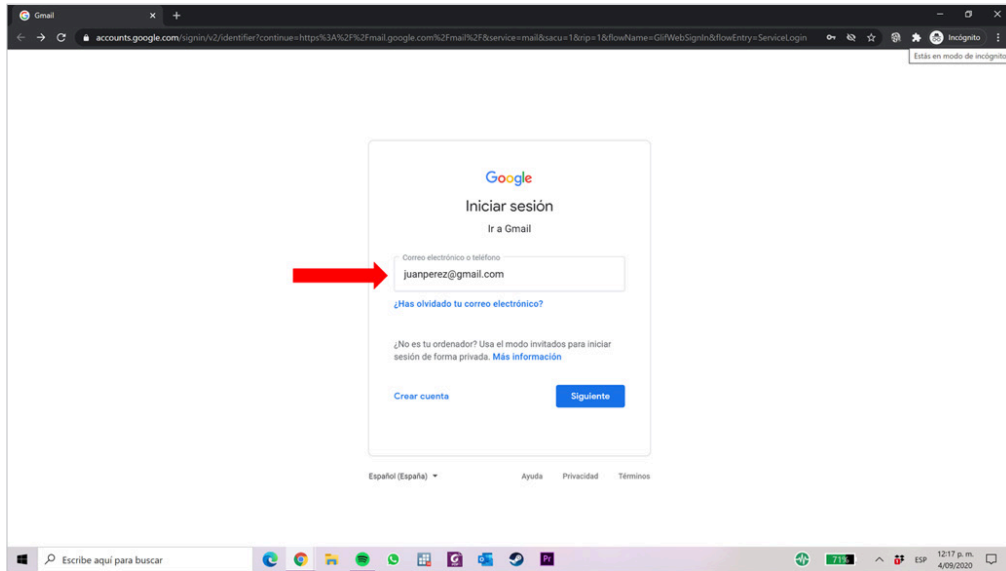 Gmail
accounts.google.com/signin/v2/identifier?continue=https%3A%2F%2Fmail.google.com%2Fmail%2F&service=mail&sacu=1&rip=1&flowName=GlifWebSignIn&flowEntry=ServiceLogin
Incógnito
Estás en modo de incógnito
Google
Iniciar sesión
Ir a Gmail
Correo electrónico o teléfono
juanperez@gmail.com
¿Has olvidado tu correo electrónico?
¿No es tu ordenador? Usa el modo invitados para iniciar
sesión de forma privada. Más información
Crear cuenta
Siguiente
Español (España)
Ayuda
Privacidad
Términos
Escribe aquí para buscar
Pr
71%
ESP
12:17 p. m.
4/09/2020